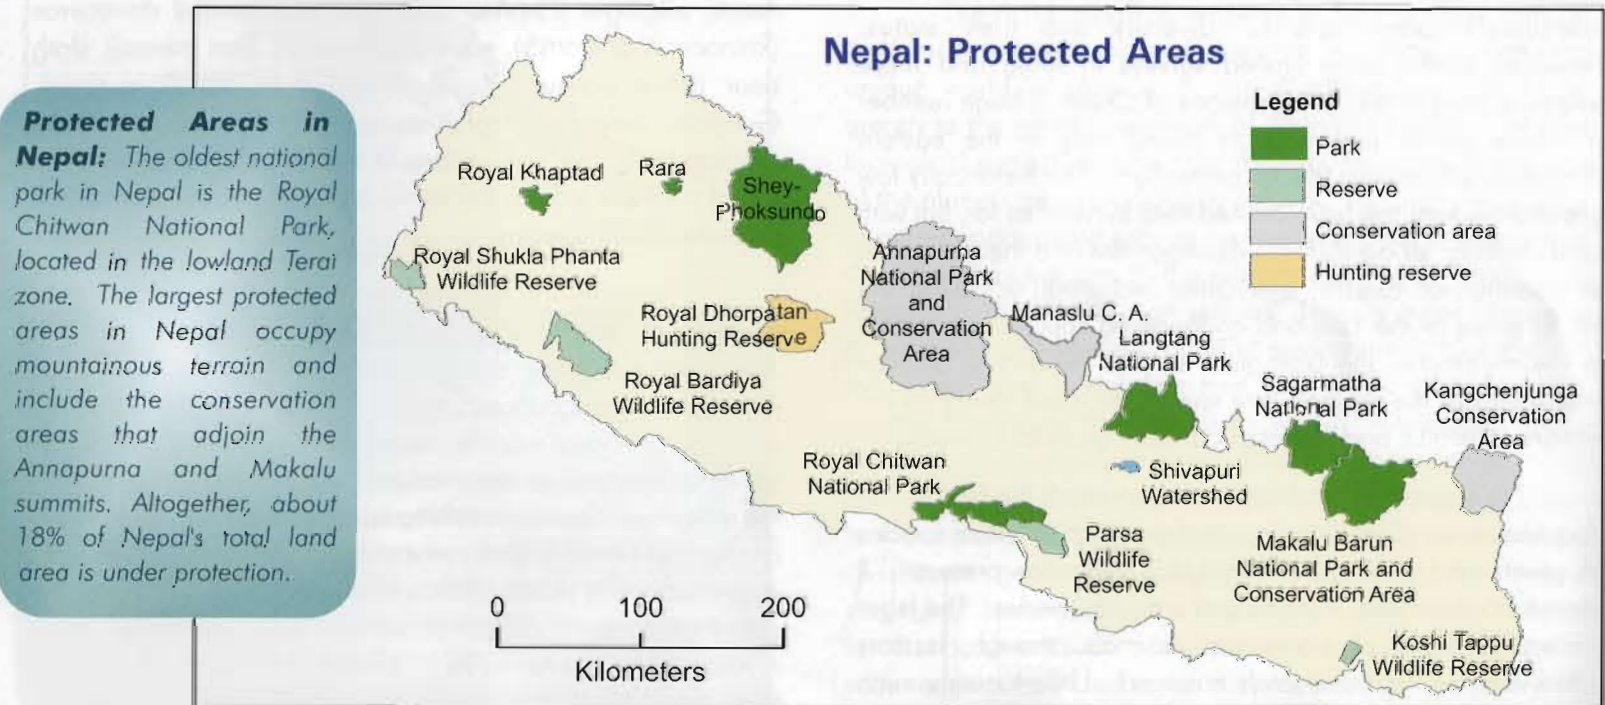 Nepal: Protected Areas
Protected Areas in
Nepal: The oldest national
park in Nepal is the Royal
Chitwan National Park,
located in the lowland Terai
zone. The largest protected
areas in Nepal occupy
mountainous terrain and
include the conservation
areas that adjoin the
Annapurna and Makalu
summits. Altogether, about
18% of Nepal's total land
area is under protection.
Legend
Park
Reserve
Conservation area
Hunting reserve
Royal Khaptad
Rara
Shey-
Phoksundo
Royal Shukla Phanta
Wildlife Reserve
Annapurna
National Park
and
Conservation
Area
Royal Dhorpatan
Hunting Reserve
Manaslu C. A.
Langtang
National Park
Royal Bardiya
Wildlife Reserve
Sagarmatha
National Park
Kangchenjunga
Conservation
Area
Royal Chitwan
National Park
Shivapuri
Watershed
Parsa
Wildlife
Reserve
Makalu Barun
National Park and
Conservation Area
Koshi Tappu
Wildlife Reserve
0 100 200
Kilometers